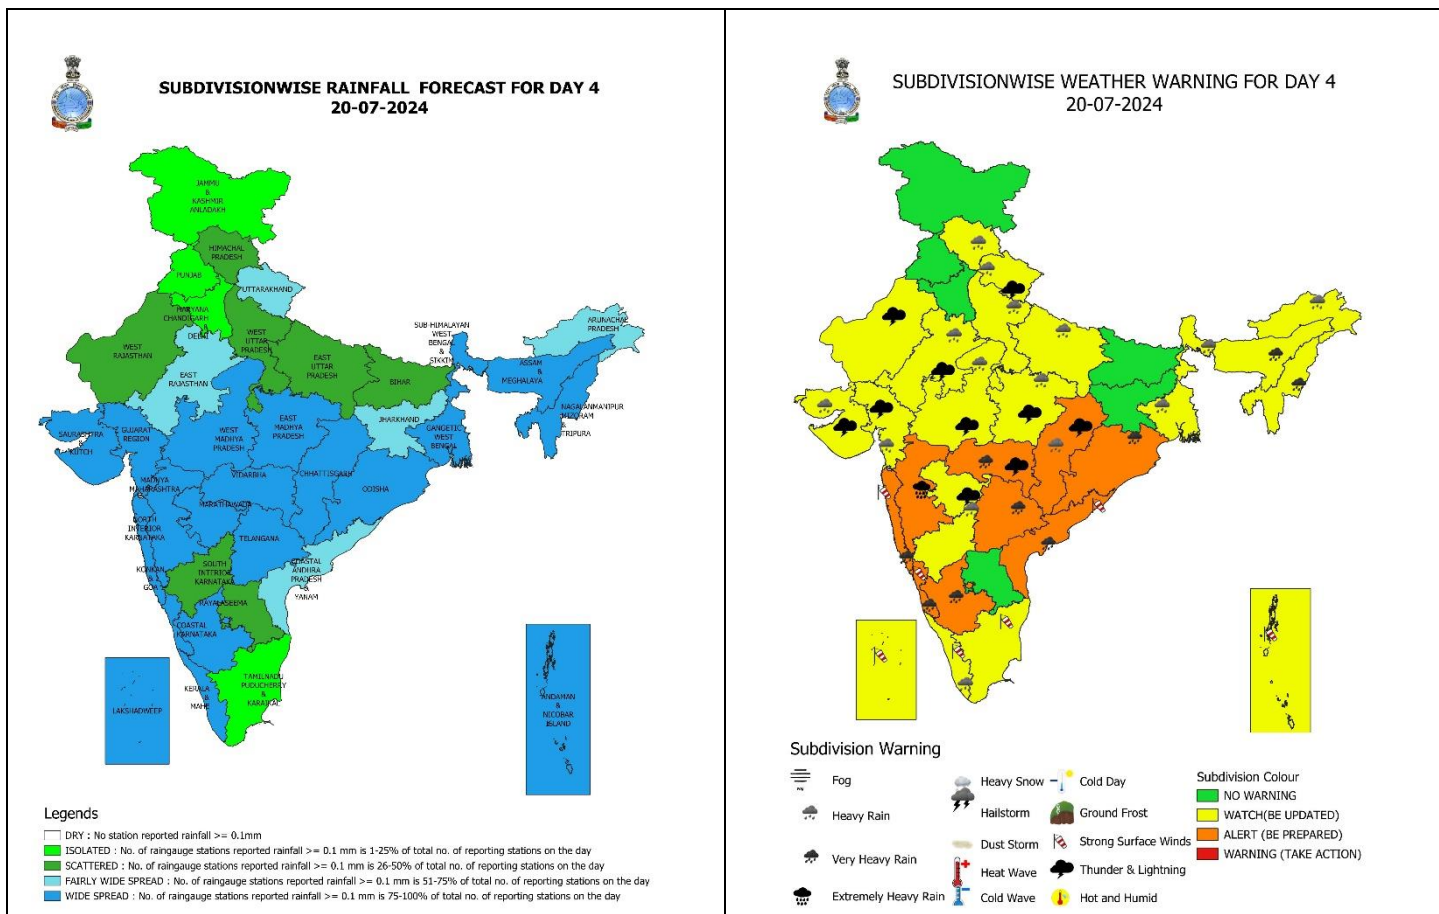 SUBDIVISIONWISE RAINFALL FORECAST FOR DAY 4
20-07-2024
JAMMU
&
KASHMIR
ANLADAKH
HIMACHAL
PRADESH
PUNJAB
UTTARAKHAND
HARYANA
CHANDIGARH
&
DELHI
WEST
UTTAR
PRADESH
SUB-HIMALAYAN
WEST
BENGAL
&
SIKKIM
ARUNACHAL
PRADESH
WEST
RAJASTHAN
EAST
RAJASTHAN
EAST
UTTAR
PRADESH
BIHAR
ASSAM
&
MEGHALAYA
NAGALANMANIPUR
MIZORAM
&
TRIPURA
JHARKHAND
GANGETIC
WEST
BENGAL
SAURASHTRA
&
KUTCH
GUJARAT
REGION
WEST
MADHYA
PRADESH
EAST
MADHYA
PRADESH
CHHATTISGARH
VIDARBHA
ODISHA
MADHYA
MAHARASHTRA
MARATHAWADA
NORTH
INTERIOR
KARNATAKA
TELANGANA
KONKAN
&
GOA
SOUTH
INTERIOR
KARNATAKA
COASTAL
ANDHRA
PRADESH
&
YANAM
RAYALASEEMA
COASTAL
KARNATAKA
TAMILNADU
PUDUCHERRY
&
KARAIKAL
KERALA
&
MAHE
LAKSHADWEEP
ANDAMAN
&
NICOBAR
ISLAND
Legends
DRY : No station reported rainfall >= 0.1mm
ISOLATED : No. of raingauge stations reported rainfall >= 0.1 mm is 1-25% of total no. of reporting stations on the day
SCATTERED : No. of raingauge stations reported rainfall >= 0.1 mm is 26-50% of total no. of reporting stations on the day
FAIRLY WIDE SPREAD : No. of raingauge stations reported rainfall >= 0.1 mm is 51-75% of total no. of reporting stations on the day
WIDE SPREAD : No. of raingauge stations reported rainfall >= 0.1 mm is 75-100% of total no. of reporting stations on the day
SUBDIVISIONWISE WEATHER WARNING FOR DAY 4
20-07-2024
Subdivision Warning
Fog
Heavy Rain
Very Heavy Rain
Extremely Heavy Rain
Heavy Snow
Hailstorm
Dust Storm
Heat Wave
Cold Wave
Cold Day
Ground Frost
Strong Surface Winds
Thunder & Lightning
Hot and Humid
Subdivision Colour
NO WARNING
WATCH(BE UPDATED)
ALERT (BE PREPARED)
WARNING (TAKE ACTION)